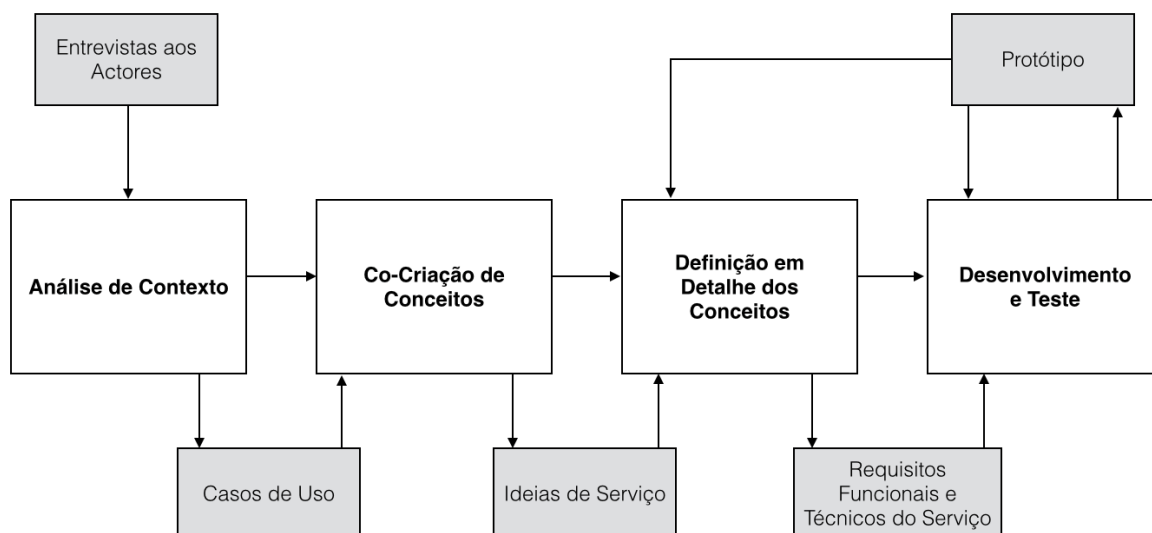 Entrevistas aos
Actores
Protótipo
Análise de Contexto
Co-Criação de
Conceitos
Definição em
Detalhe dos
Conceitos
Desenvolvimento
e Teste
Casos de Uso
Ideias de Serviço
Requisitos
Funcionais e
Técnicos do Serviço